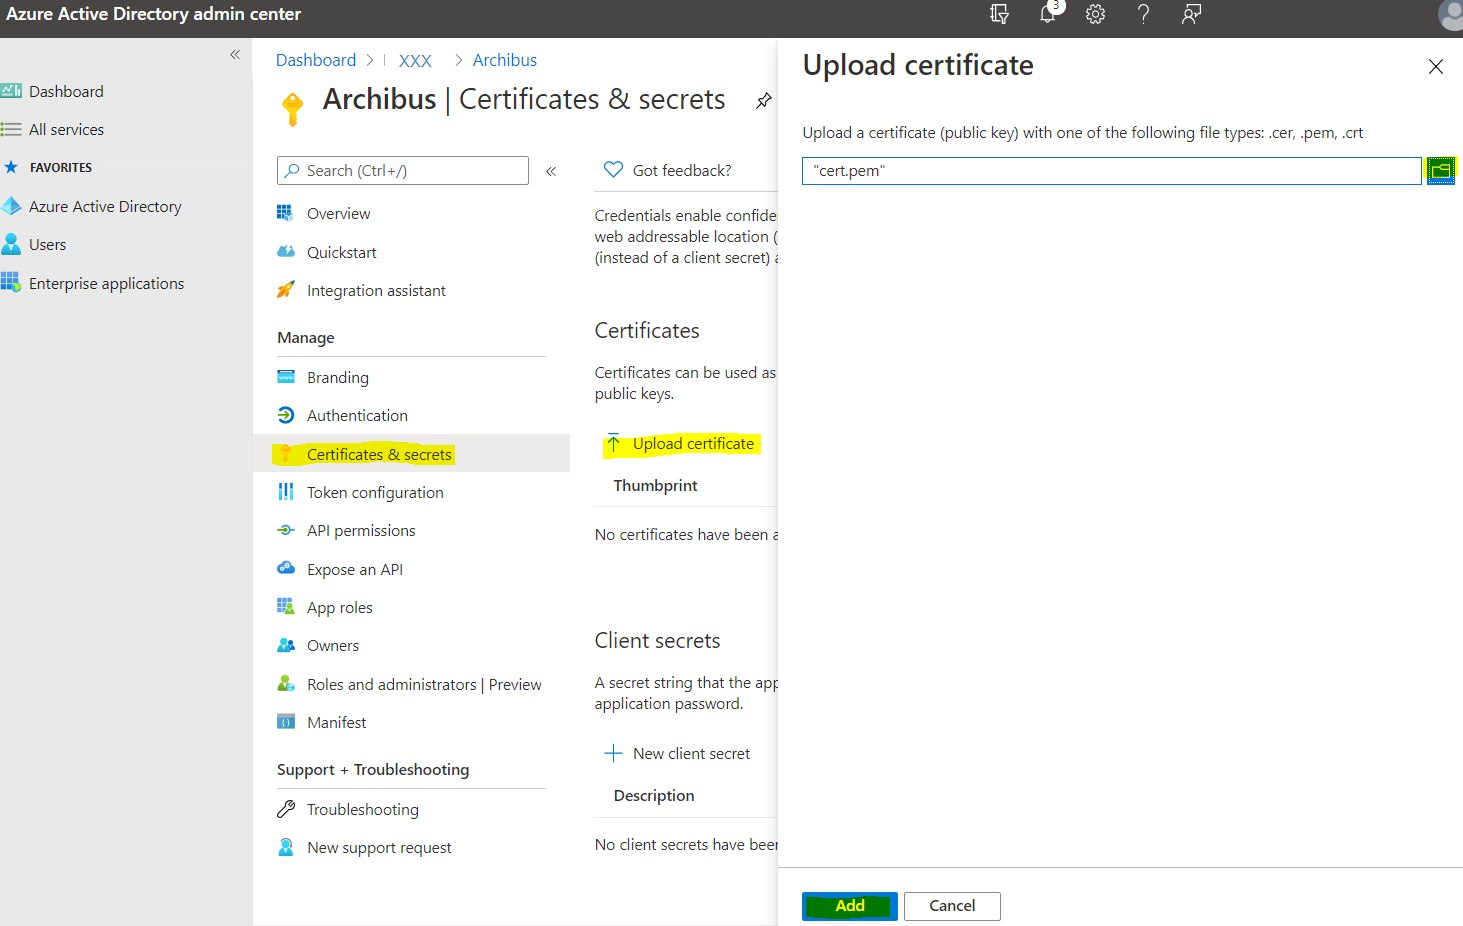 Azure Active Directory admin center
3
«
Dashboard
All services
FAVORITES
Azure Active Directory
Users
Enterprise applications
Dashboard > | XXX > Archibus
Archibus | Certificates & secrets
Search (Ctrl+/)
«
Overview
Quickstart
Integration assistant
Manage
Branding
Authentication
Certificates & secrets
Token configuration
API permissions
Expose an API
App roles
Owners
Roles and administrators | Preview
Manifest
Support + Troubleshooting
Troubleshooting
New support request
Got feedback?
Credentials enable confide
web addressable location (
(instead of a client secret) a
Certificates
Certificates can be used as
public keys.
Upload certificate
Thumbprint
No certificates have been a
Client secrets
A secret string that the app
application password.
New client secret
Description
No client secrets have been
Upload certificate
Upload a certificate (public key) with one of the following file types: .cer, .pem, .crt
"cert.pem"
Add
Cancel